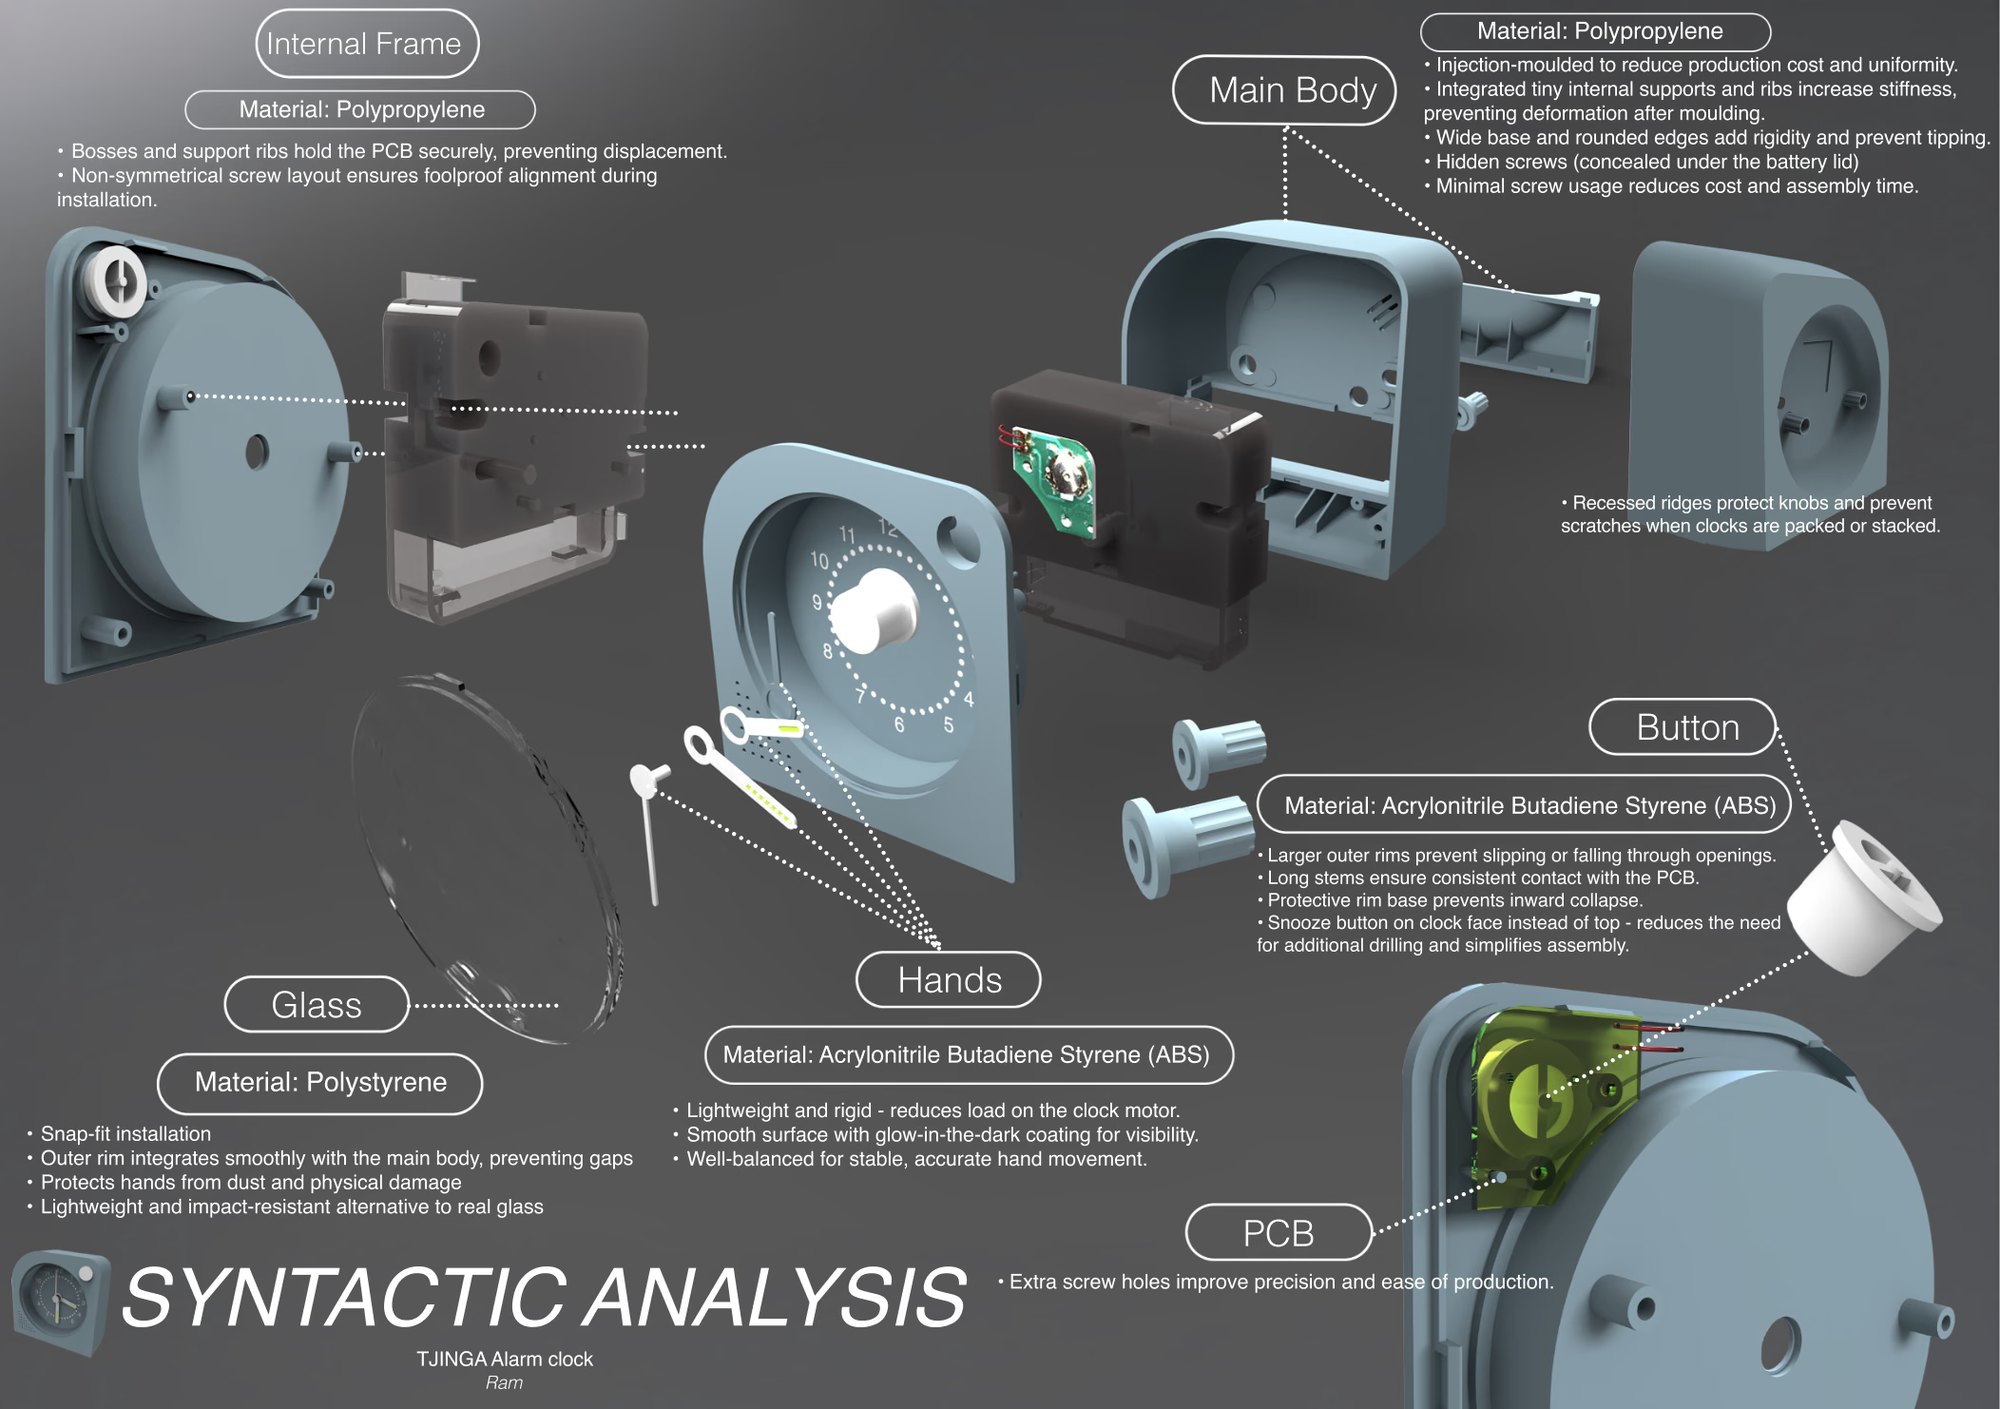 Internal Frame
Material: Polypropylene
• Bosses and support ribs hold the PCB securely, preventing displacement.
• Non-symmetrical screw layout ensures foolproof alignment during
installation.
Main Body
Material: Polypropylene
• Injection-moulded to reduce production cost and uniformity.
• Integrated tiny internal supports and ribs increase stiffness,
preventing deformation after moulding.
• Wide base and rounded edges add rigidity and prevent tipping.
• Hidden screws (concealed under the battery lid)
• Minimal screw usage reduces cost and assembly time.
• Recessed ridges protect knobs and prevent
scratches when clocks are packed or stacked.
12
11
10
9
8
7
6
5
4
Button
Material: Acrylonitrile Butadiene Styrene (ABS)
• Larger outer rims prevent slipping or falling through openings.
• Long stems ensure consistent contact with the PCB.
• Protective rim base prevents inward collapse.
• Snooze button on clock face instead of top - reduces the need
for additional drilling and simplifies assembly.
Glass
Material: Polystyrene
• Snap-fit installation
• Outer rim integrates smoothly with the main body, preventing gaps
• Protects hands from dust and physical damage
• Lightweight and impact-resistant alternative to real glass
Hands
Material: Acrylonitrile Butadiene Styrene (ABS)
• Lightweight and rigid - reduces load on the clock motor.
• Smooth surface with glow-in-the-dark coating for visibility.
• Well-balanced for stable, accurate hand movement.
PCB
• Extra screw holes improve precision and ease of production.
SYNTACTIC ANALYSIS
TJINGA Alarm clock
Ram